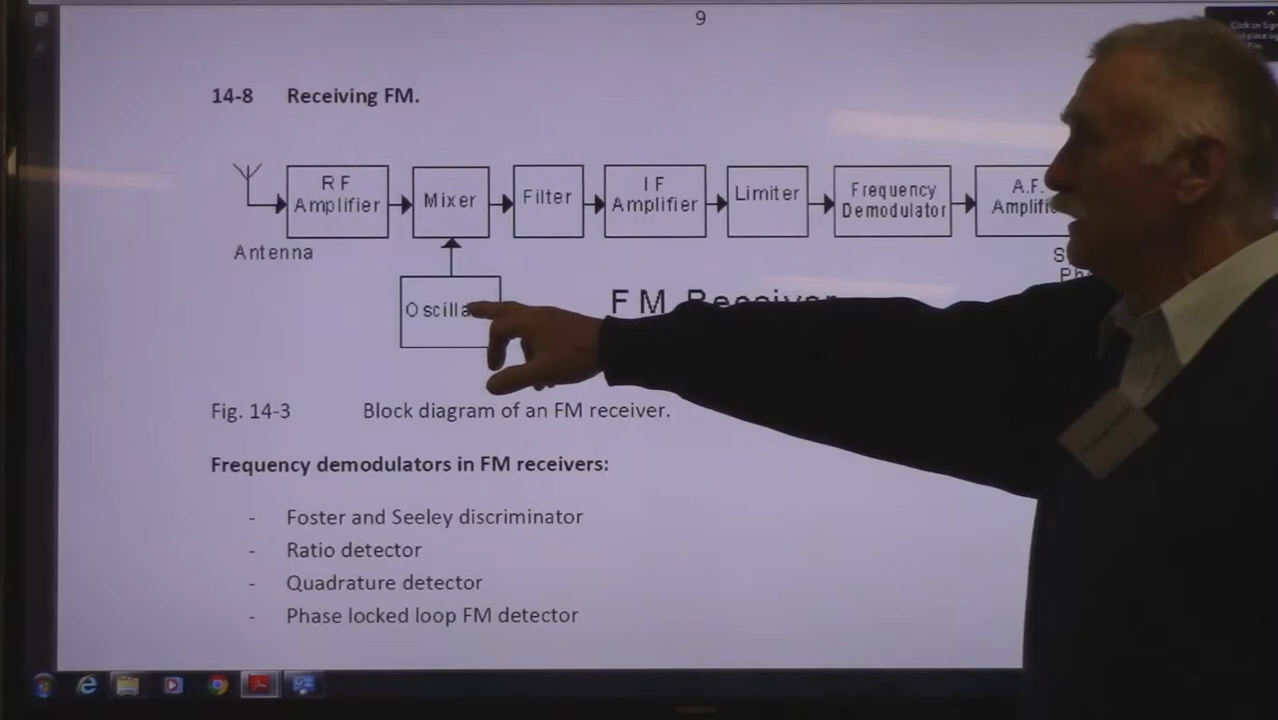 9
14-8 Receiving FM.
RF Amplifier
Mixer
Filter
IF Amplifier
Limiter
Frequency Demodulator
A.F.
Antenna
FM Receiver
Fig. 14-3 Block diagram of an FM receiver.
Frequency demodulators in FM receivers:
- Foster and Seeley discriminator
- Ratio detector
- Quadrature detector
- Phase locked loop FM detector